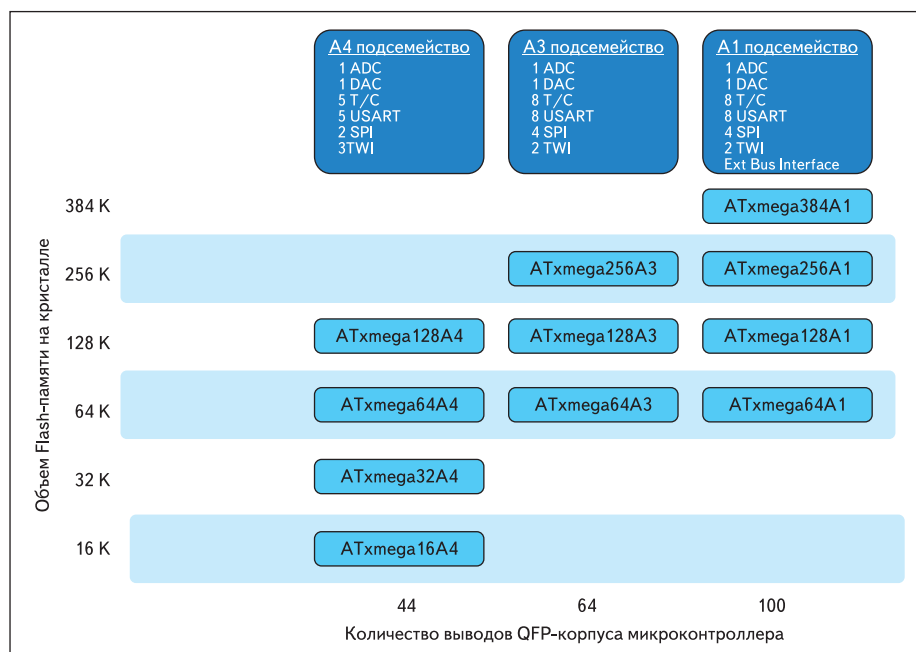 А4 подсемейство
1 ADC
1 DAC
5 T/C
5 USART
2 SPI
3TWI
А3 подсемейство
1 ADC
1 DAC
8 T/C
8 USART
4 SPI
2 TWI
А1 подсемейство
1 ADC
1 DAC
8 T/C
8 USART
4 SPI
2 TWI
Ext Bus Interface
Объем Flash-памяти на кристалле
384 K
ATxmega384A1
256 K
ATxmega256A3
ATxmega256A1
128 K
ATxmega128A4
ATxmega128A3
ATxmega128A1
64 K
ATxmega64A4
ATxmega64A3
ATxmega64A1
32 K
ATxmega32A4
16 K
ATxmega16A4
44
64
100
Количество выводов QFP-корпуса микроконтроллера